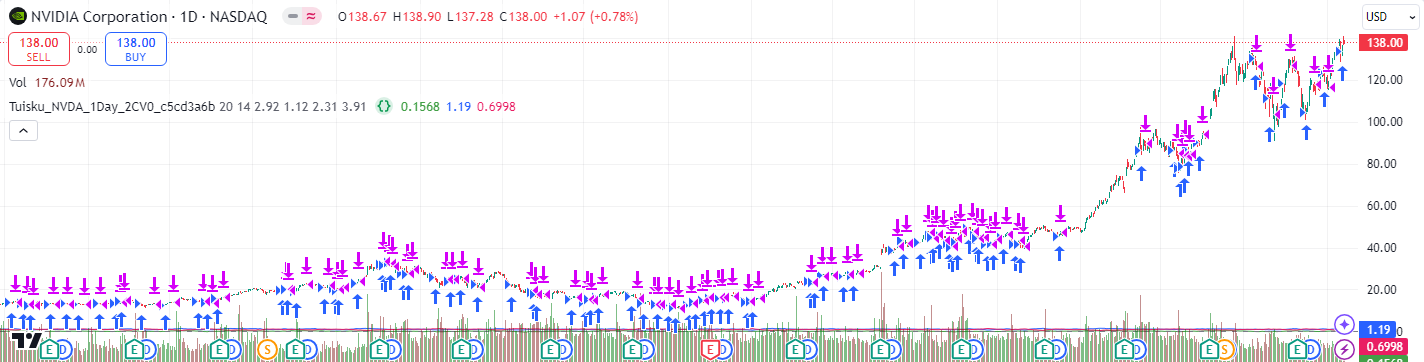 NVIDIA Corporation · 1D · NASDAQ O138.67 H138.90 L137.28 C138.00 +1.07 (+0.78%)
USD
138.00 SELL
0.00
138.00 BUY
138.00
Vol 176.09M
120.00
Tuisku_NVDA_1Day_2CV0_c5cd3a6b 20 14 2.92 1.12 2.31 3.91 {} 0.1568 1.19 0.6998
100.00
80.00
60.00
40.00
20.00
1.19
0.6998
E D E D S E D E D E D E D E D E D E D E D E D E D E S E D